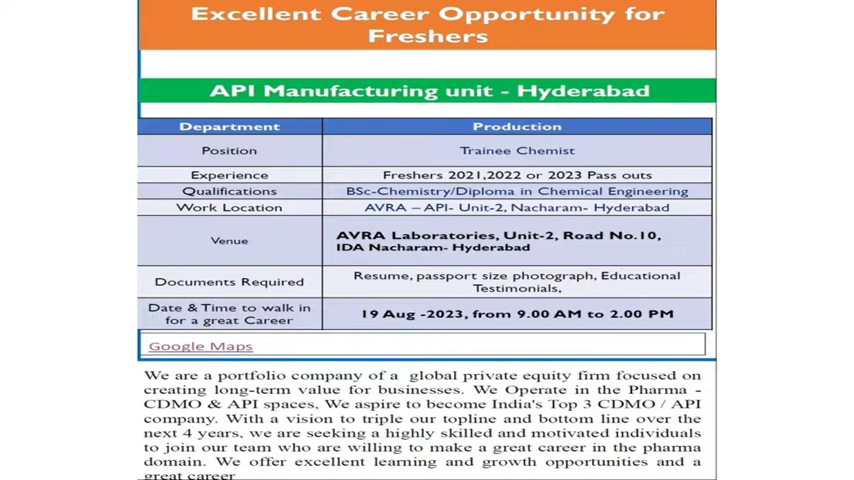 Excellent Career Opportunity for
Freshers
API Manufacturing unit - Hyderabad
Department Production
Position Trainee Chemist
Experience Freshers 2021,2022 or 2023 Pass outs
Qualifications BSc-Chemistry/Diploma in Chemical Engineering
Work Location AVRA – API- Unit-2, Nacharam- Hyderabad
Venue AVRA Laboratories, Unit-2, Road No.10,
IDA Nacharam- Hyderabad
Documents Required Resume, passport size photograph, Educational
Testimonials,
Date & Time to walk in
for a great Career 19 Aug -2023, from 9.00 AM to 2.00 PM
Google Maps
We are a portfolio company of a global private equity firm focused on
creating long-term value for businesses. We Operate in the Pharma -
CDMO & API spaces, We aspire to become India's Top 3 CDMO / API
company. With a vision to triple our topline and bottom line over the
next 4 years, we are seeking a highly skilled and motivated individuals
to join our team who are willing to make a great career in the pharma
domain. We offer excellent learning and growth opportunities and a
great career